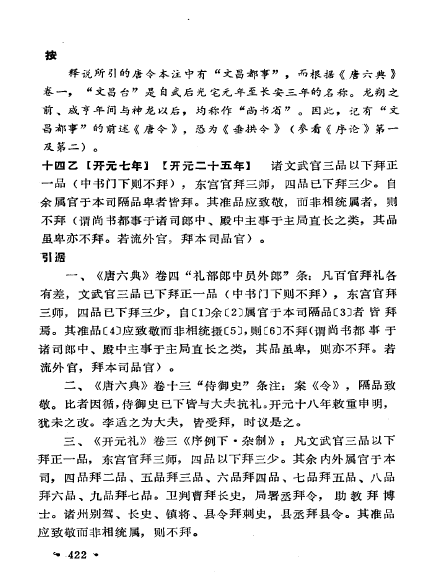 按
释说所引的唐令本注中有“文昌都事”，而根据《唐六典》
卷一，“文昌台”是自武后光宅元年至长安三年的名称。龙朔之
前、咸亨年间与神龙以后，均称作“尚书省”。因此，记有“文
昌都事”的前述《唐令》，恐为《垂拱令》（参看《序论》第一
及第二）。
十四乙【开元七年】【开元二十五年】 诸文武官三品以下拜正
一品（中书门下则不拜），东宫官拜三师，四品已下拜三少。自
余属官于本司隔品卑者皆拜。其准品应致敬，而非相统属者，则
不拜（谓尚书都事于诸司郎中、殿中主事于主局直长之类，其品
虽卑亦不拜。若流外官，拜本司品官）。
引源
一、《唐六典》卷四“礼部郎中员外郎”条：凡百官拜礼各
有差，文武官三品已下拜正一品（中书门下则不拜），东宫官拜
三师，四品已下拜三少，自〔1〕余〔2〕属官于本司隔品〔3〕者 皆 拜
焉。其准品〔4〕应致敬而非相统摄〔5〕，则〔6〕不拜（谓尚书都 事 于
诸司郎中、殿中主事于主局直长之类，其品虽卑，则亦不拜。若
流外官，拜本司品官）。
二、《唐六典》卷十三“侍御史”条注：案《令》，隔品致
敬。比者因循，侍御史已下皆与大夫抗礼。开元十八年敕重申明，
犹未之改。李适之为大夫，皆受拜，时议是之。
三、《开元礼》卷三《序例下·杂制》：凡文武官三品以下
拜正一品，东宫官拜三师，四品以下拜三少。其余内外属官于本
司，四品拜二品、五品拜三品、六品拜四品、七品拜五品、八品
拜六品、九品拜七品。卫判曹拜长史，局署丞拜令， 助 教 拜 博
士。诸州别驾、长史、镇将、县令拜刺史，县丞拜县令。其准品
应致敬而非相统属，则不拜。
· 422 ·